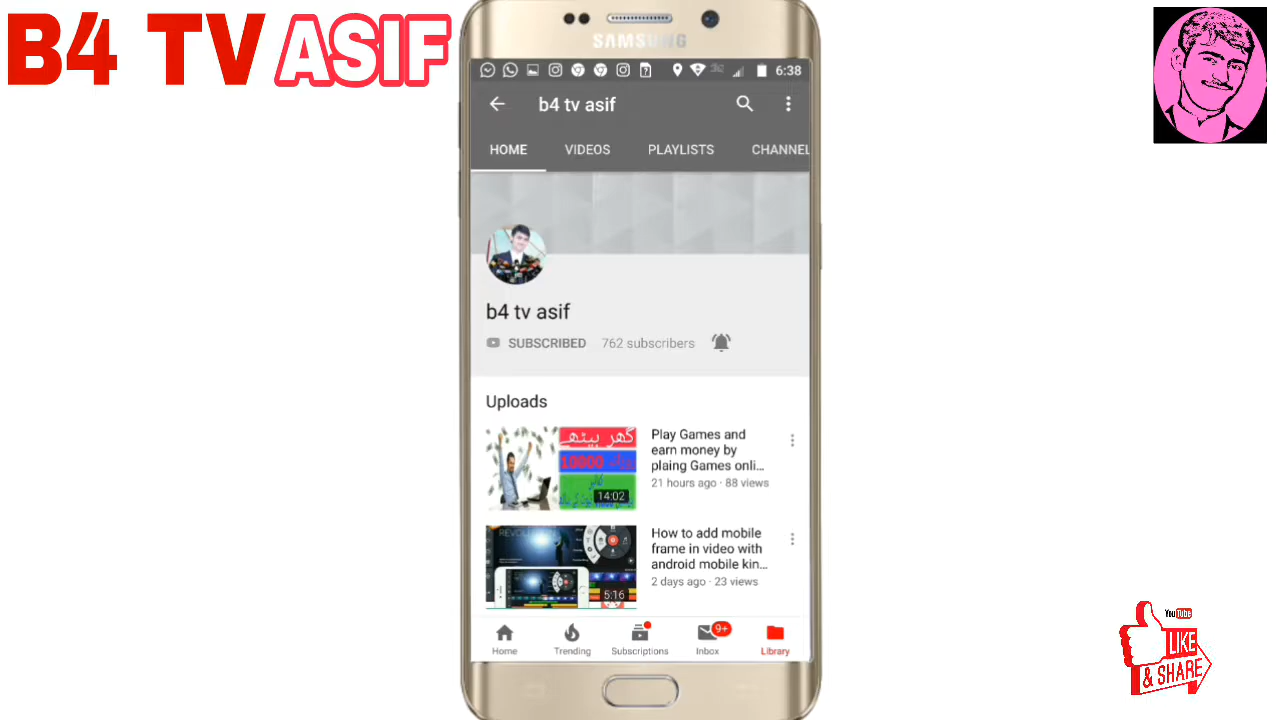 B4 TV ASIF
SAMSUNG
6:38
b4 tv asif
HOME VIDEOS PLAYLISTS CHANNEL
b4 tv asif
SUBSCRIBED 762 subscribers
Uploads
گھر بیٹھے
10000
14:02
Play Games and
earn money by
plaing Games onli...
21 hours ago · 88 views
REVOLUT
5:16
How to add mobile
frame in video with
android mobile kin...
2 days ago · 23 views
9+
Home Trending Subscriptions Inbox Library
YouTube
LIKE
& SHARE